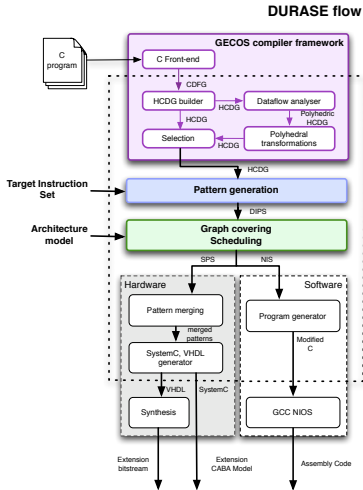 DURASE flow
GECOS compiler framework
C
program
C Front-end
CDFG
HCDG builder
HCDG
Dataflow analyser
HCDG
Polyhedric
HCDG
Selection
HCDG
Polyhedral
transformations
HCDG
Target Instruction
Set
Pattern generation
DIPS
Architecture
model
Graph covering
Scheduling
SPS
NIS
Hardware
Software
Pattern merging
Program generator
merged
patterns
Modified
C
SystemC, VHDL
generator
VHDL
SystemC
Synthesis
GCC NIOS
Extension
bitstream
Extension
CABA Model
Assembly Code